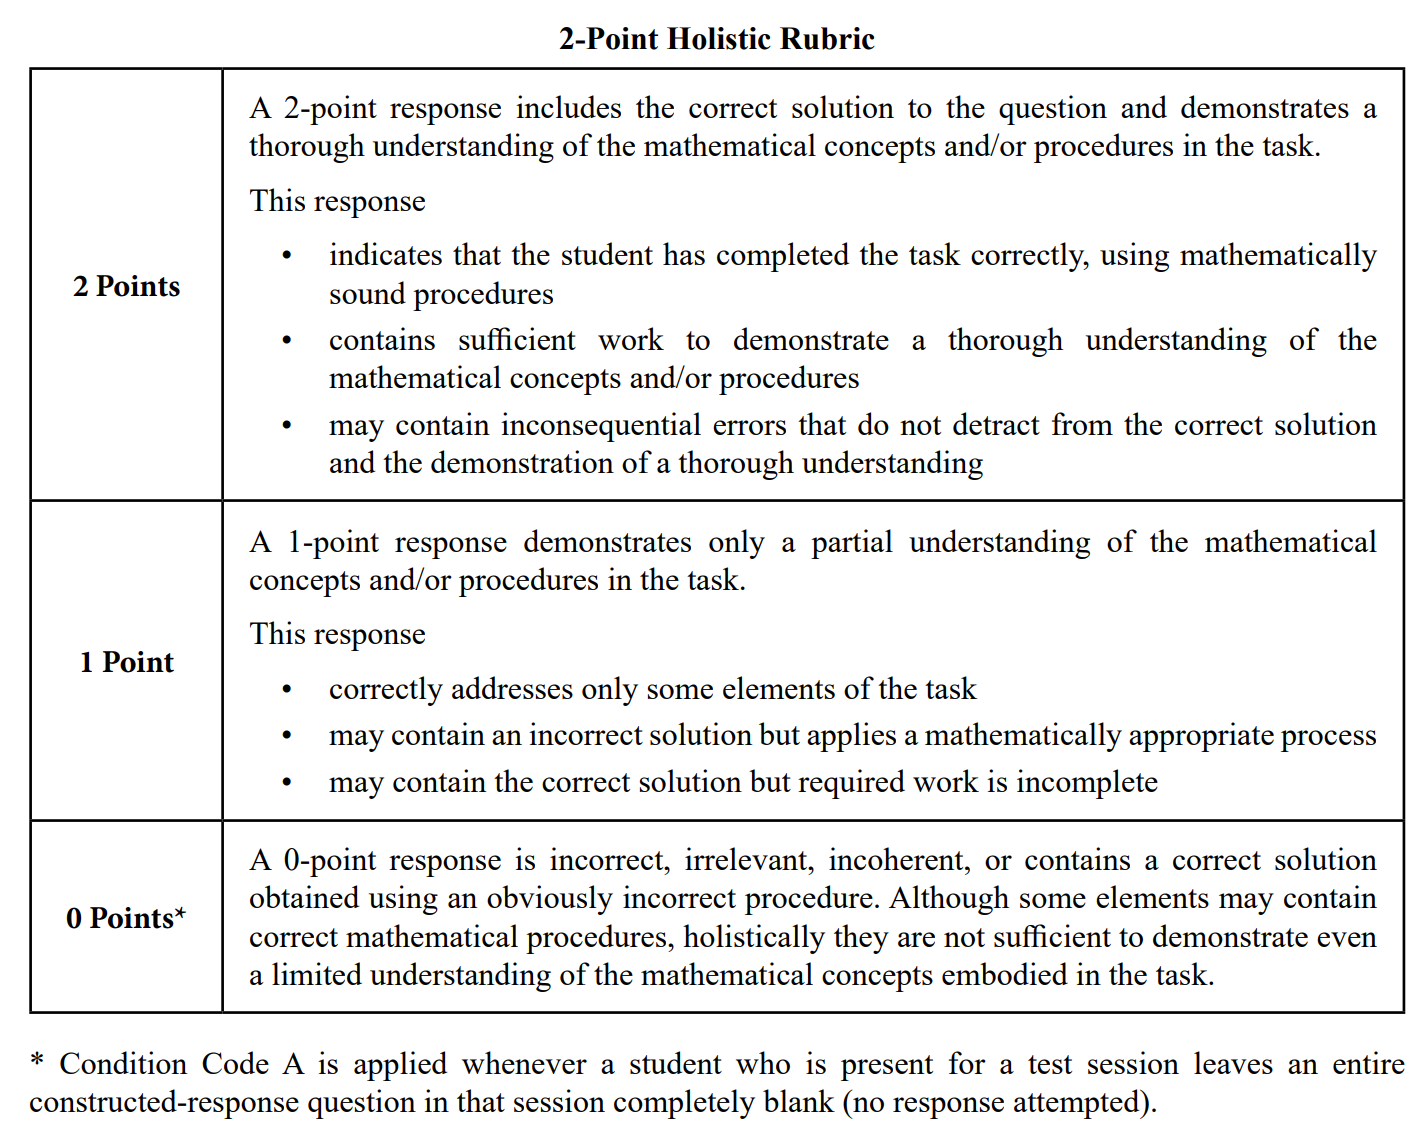 2-Point Holistic Rubric
2 Points
A 2-point response includes the correct solution to the question and demonstrates a
thorough understanding of the mathematical concepts and/or procedures in the task.
This response
• indicates that the student has completed the task correctly, using mathematically
sound procedures
• contains sufficient work to demonstrate a thorough understanding of the
mathematical concepts and/or procedures
• may contain inconsequential errors that do not detract from the correct solution
and the demonstration of a thorough understanding
1 Point
A 1-point response demonstrates only a partial understanding of the mathematical
concepts and/or procedures in the task.
This response
• correctly addresses only some elements of the task
• may contain an incorrect solution but applies a mathematically appropriate process
• may contain the correct solution but required work is incomplete
0 Points*
A 0-point response is incorrect, irrelevant, incoherent, or contains a correct solution
obtained using an obviously incorrect procedure. Although some elements may contain
correct mathematical procedures, holistically they are not sufficient to demonstrate even
a limited understanding of the mathematical concepts embodied in the task.
* Condition Code A is applied whenever a student who is present for a test session leaves an entire
constructed-response question in that session completely blank (no response attempted).